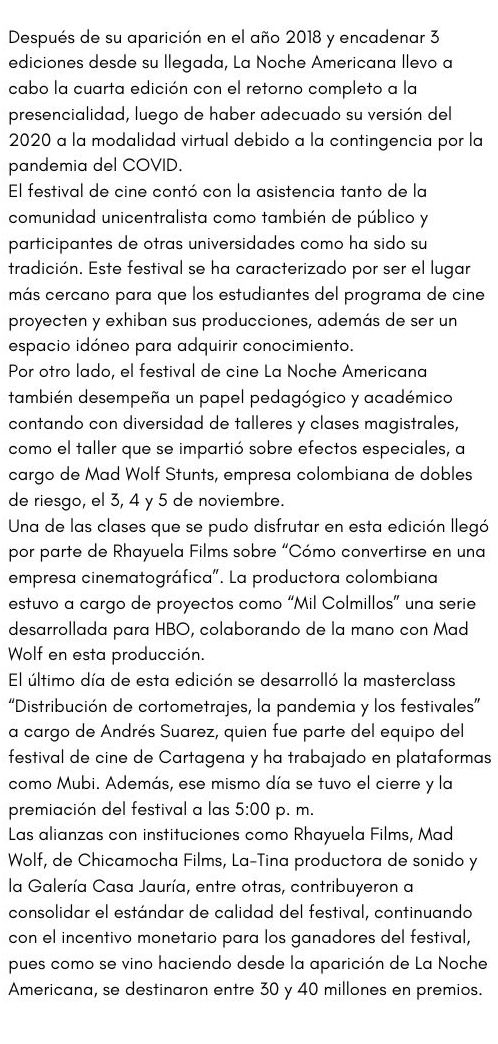 Después de su aparición en el año 2018 y encadenar 3
ediciones desde su llegada, La Noche Americana llevo a
cabo la cuarta edición con el retorno completo a la
presencialidad, luego de haber adecuado su versión del
2020 a la modalidad virtual debido a la contingencia por la
pandemia del COVID.
El festival de cine contó con la asistencia tanto de la
comunidad unicentralista como también de público y
participantes de otras universidades como ha sido su
tradición. Este festival se ha caracterizado por ser el lugar
más cercano para que los estudiantes del programa de cine
proyecten y exhiban sus producciones, además de ser un
espacio idóneo para adquirir conocimiento.
Por otro lado, el festival de cine La Noche Americana
también desempeña un papel pedagógico y académico
contando con diversidad de talleres y clases magistrales,
como el taller que se impartió sobre efectos especiales, a
cargo de Mad Wolf Stunts, empresa colombiana de dobles
de riesgo, el 3, 4 y 5 de noviembre.
Una de las clases que se pudo disfrutar en esta edición llegó
por parte de Rhayuela Films sobre “Cómo convertirse en una
empresa cinematográfica”. La productora colombiana
estuvo a cargo de proyectos como “Mil Colmillos” una serie
desarrollada para HBO, colaborando de la mano con Mad
Wolf en esta producción.
El último día de esta edición se desarrolló la masterclass
“Distribución de cortometrajes, la pandemia y los festivales”
a cargo de Andrés Suarez, quien fue parte del equipo del
festival de cine de Cartagena y ha trabajado en plataformas
como Mubi. Además, ese mismo día se tuvo el cierre y la
premiación del festival a las 5:00 p. m.
Las alianzas con instituciones como Rhayuela Films, Mad
Wolf, de Chicamocha Films, La-Tina productora de sonido y
la Galería Casa Jauría, entre otras, contribuyeron a
consolidar el estándar de calidad del festival, continuando
con el incentivo monetario para los ganadores del festival,
pues como se vino haciendo desde la aparición de La Noche
Americana, se destinaron entre 30 y 40 millones en premios.